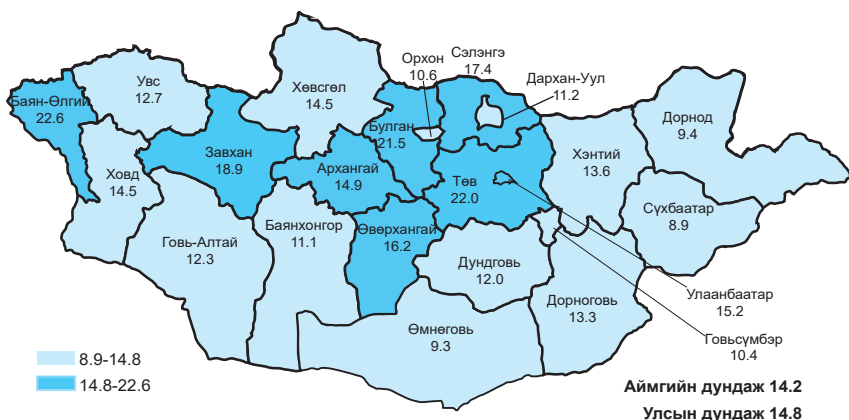 Орхон
10.6
Сэлэнгэ
17.4
Увс
12.7
Хөвсгөл
14.5
Дархан-Уул
11.2
Баян-Өлгий
22.6
Дорнод
9.4
Булган
21.5
Завхан
18.9
Ховд
14.5
Архангай
14.9
Төв
22.0
Хэнтий
13.6
Сүхбаатар
8.9
Говь-Алтай
12.3
Баянхонгор
11.1
Өвөрхангай
16.2
Дундговь
12.0
Улаанбаатар
15.2
Дорноговь
13.3
Өмнөговь
9.3
Говьсүмбэр
10.4
8.9-14.8
14.8-22.6
Аймгийн дундаж 14.2
Улсын дундаж 14.8